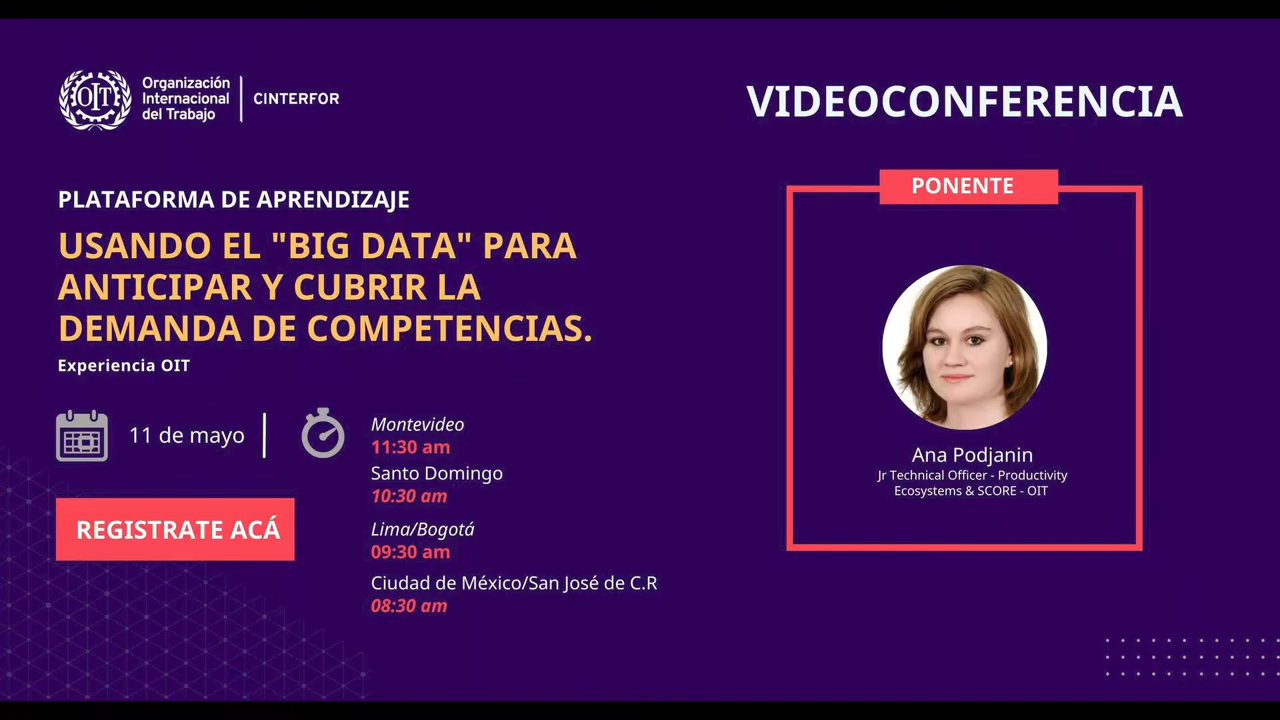 OIT
Organización
Internacional
del Trabajo
CINTERFOR
VIDEOCONFERENCIA
PLATAFORMA DE APRENDIZAJE
USANDO EL "BIG DATA" PARA
ANTICIPAR Y CUBRIR LA
DEMANDA DE COMPETENCIAS.
Experiencia OIT
11 de mayo
Montevideo
11:30 am
Santo Domingo
10:30 am
Lima/Bogotá
09:30 am
Ciudad de México/San José de C.R
08:30 am
REGISTRATE ACÁ
PONENTE
Ana Podjanin
Jr Technical Officer - Productivity
Ecosystems & SCORE - OIT